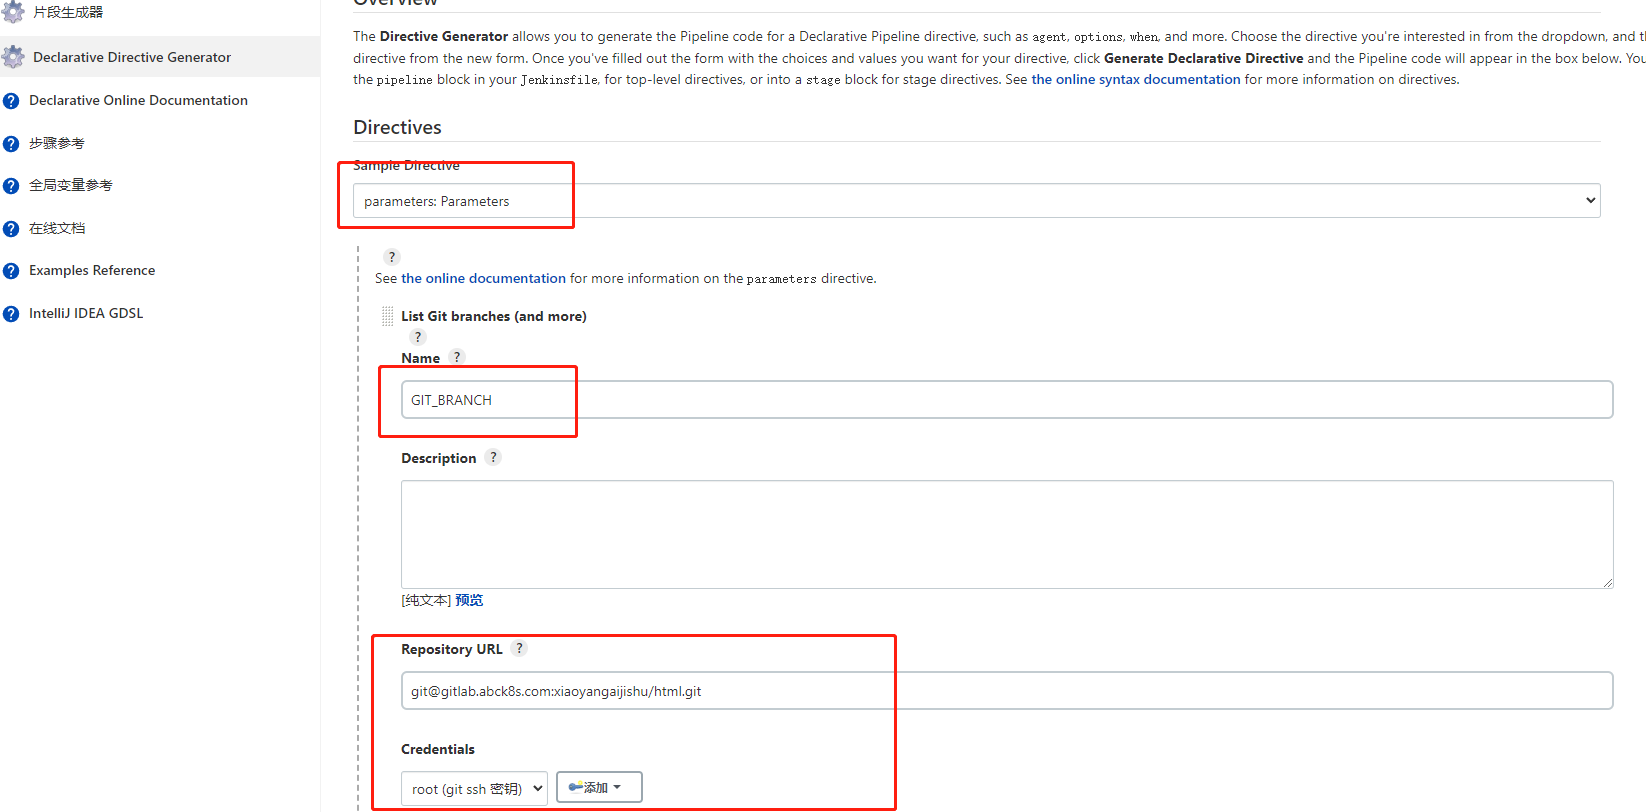 片段生成器
Declarative Directive Generator
Declarative Online Documentation
步骤参考
全局变量参考
在线文档
Examples Reference
IntelliJ IDEA GDSL
Overview
The Directive Generator allows you to generate the Pipeline code for a Declarative Pipeline directive, such as agent, options, when, and more. Choose the directive you're interested in from the dropdown, and t
directive from the new form. Once you've filled out the form with the choices and values you want for your directive, click Generate Declarative Directive and the Pipeline code will appear in the box below. You
the pipeline block in your Jenkinsfile, for top-level directives, or into a stage block for stage directives. See the online syntax documentation for more information on directives.
Directives
Sample Directive
parameters: Parameters
?
See the online documentation for more information on the parameters directive.
List Git branches (and more)
?
Name ?
GIT_BRANCH
Description ?
[纯文本] 预览
Repository URL ?
git@gitlab.abck8s.com:xiaoyangaijishu/html.git
Credentials
root (git ssh 密钥) 添加